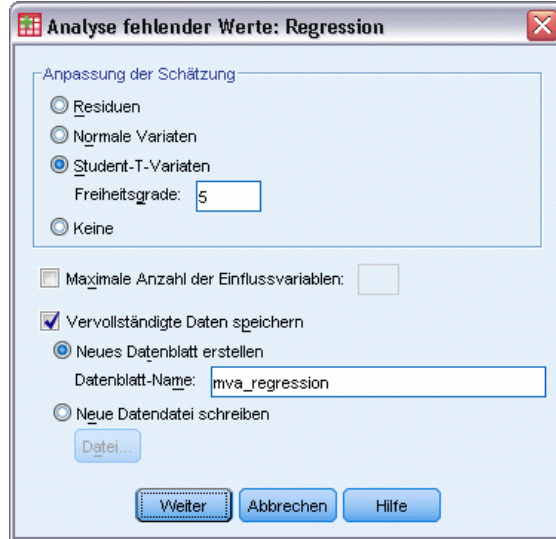 Analyse fehlender Werte: Regression
Anpassung der Schätzung
Residuen
Normale Variaten
Student-T-Variaten
Freiheitsgrade: 5
Keine
Maximale Anzahl der Einflussvariablen:
Vervollständigte Daten speichern
Neues Datenblatt erstellen
Datenblatt-Name: mva_regression
Neue Datendatei schreiben
Datei...
Weiter Abbrechen Hilfe